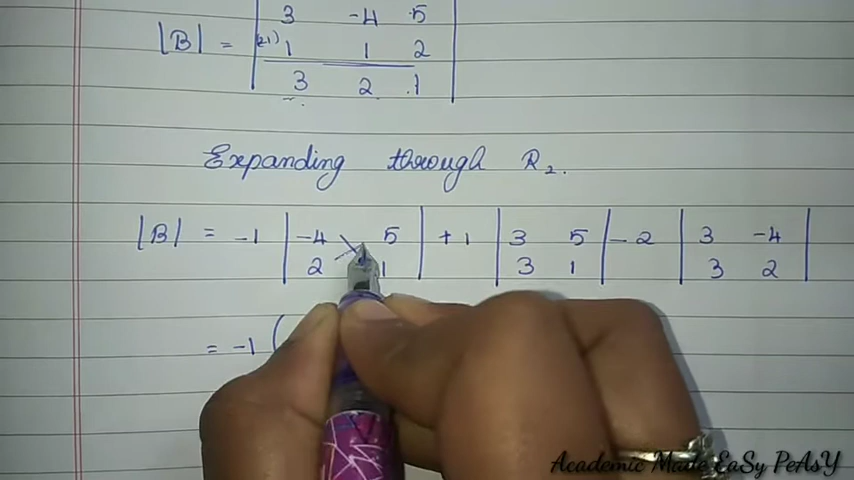 3 -4 5
|B| = (21) 1 1 2
3 2 1
Expanding through R₂.
|B| = -1 | -4 5 | + 1 | 3 5 | - 2 | 3 -4 |
2 1 3 1 3 2
= -1 (
Academic Made EaSy PeAsY